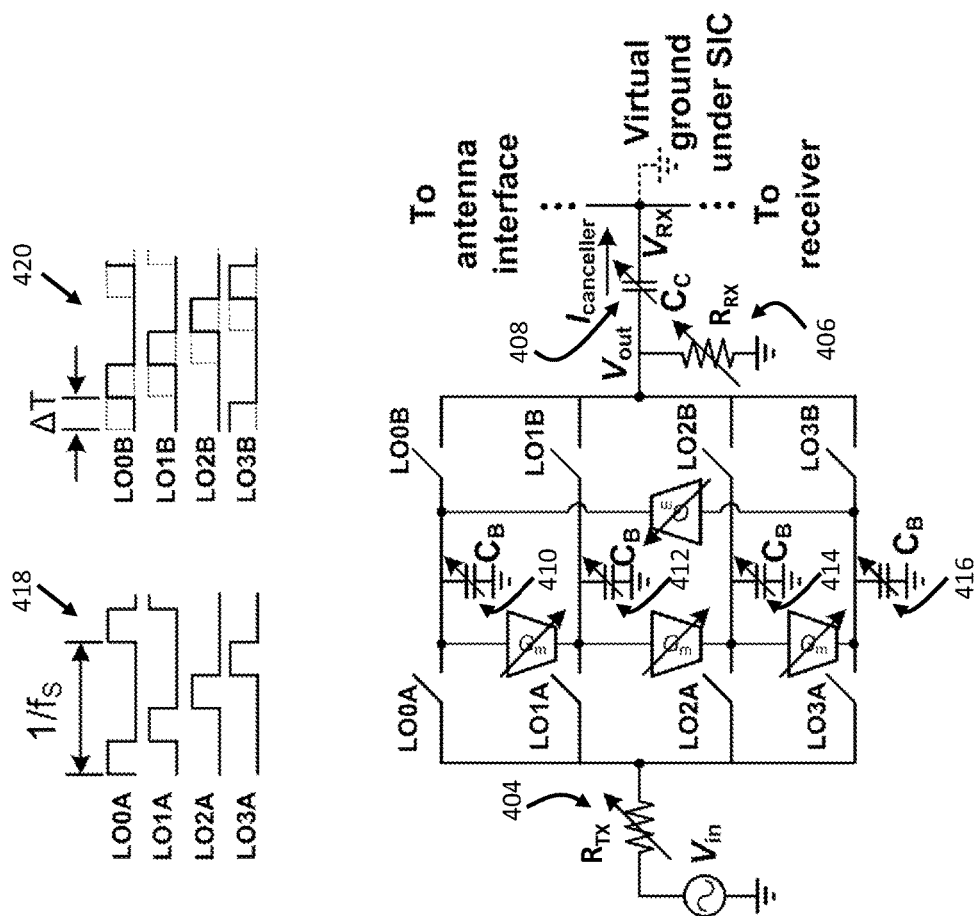 418
1/fS
LO0A
LO1A
LO2A
LO3A
420
ΔT
LO0B
LO1B
LO2B
LO3B
404
RTX
Vin
LO0A
LO1A
LO2A
LO3A
Gm
Gm
Gm
Gm
CB
410
CB
412
CB
414
CB
416
LO0B
LO1B
LO2B
LO3B
Vout
408
Icanceller
CC
VRX
RRX
406
To
antenna
interface
Virtual
ground
under SIC
To
receiver